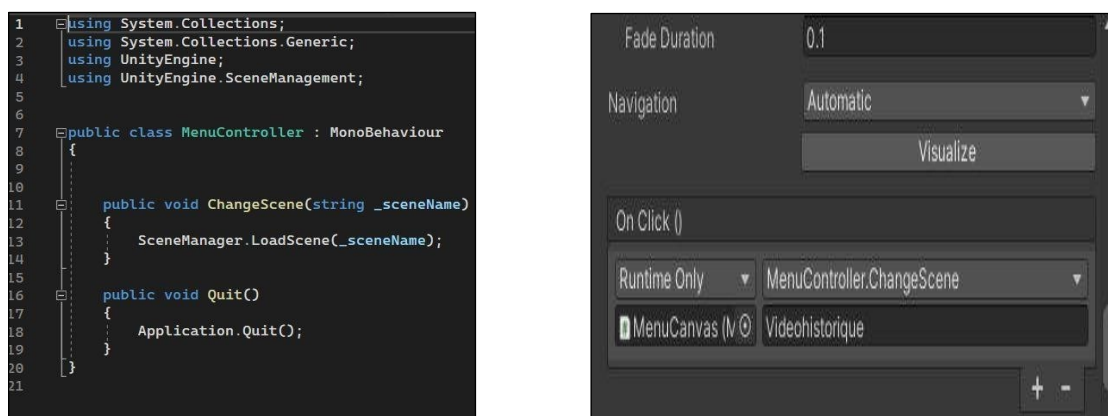 1 using System.Collections;
2 using System.Collections.Generic;
3 using UnityEngine;
4 using UnityEngine.SceneManagement;
5
6
7 public class MenuController : MonoBehaviour
8 {
9
10
11 public void ChangeScene(string _sceneName)
12 {
13 SceneManager.LoadScene(_sceneName);
14 }
15
16 public void Quit()
17 {
18 Application.Quit();
19 }
20 }
21
Fade Duration 0.1
Navigation Automatic
Visualize
On Click ()
Runtime Only MenuController.ChangeScene
MenuCanvas (M Videohistorique
+ -